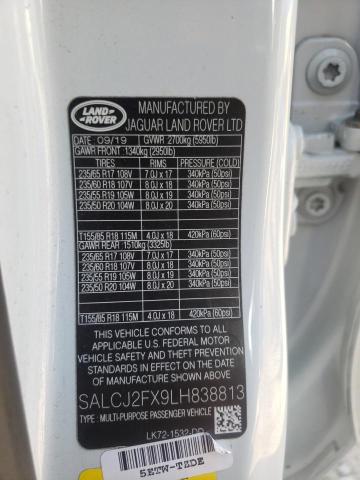 LAND
ROVER
MANUFACTURED BY
JAGUAR LAND ROVER LTD
DATE : 09/19 GVWR : 2700kg (5950lb)
GAWR FRONT : 1340kg (2950lb)
TIRES RIMS PRESSURE (COLD)
235/65 R17 108V 7.0J x 17 340kPa (50psi)
235/60 R18 107V 8.0J x 18 340kPa (50psi)
235/55 R19 105W 8.0J x 19 340kPa (50psi)
235/50 R20 104W 8.0J x 20 340kPa (50psi)
T155/85 R18 115M 4.0J x 18 420kPa (60psi)
GAWR REAR : 1510kg (3325lb)
235/65 R17 108V 7.0J x 17 340kPa (50psi)
235/60 R18 107V 8.0J x 18 340kPa (50psi)
235/55 R19 105W 8.0J x 19 340kPa (50psi)
235/50 R20 104W 8.0J x 20 340kPa (50psi)
T155/85 R18 115M 4.0J x 18 420kPa (60psi)
THIS VEHICLE CONFORMS TO ALL
APPLICABLE U.S. FEDERAL MOTOR
VEHICLE SAFETY AND THEFT PREVENTION
STANDARDS IN EFFECT ON THE DATE OF
MANUFACTURE SHOWN ABOVE.
SALCJ2FX9LH838813
TYPE : MULTI-PURPOSE PASSENGER VEHICLE
LK72-1532-DD
5ETW-TZDE